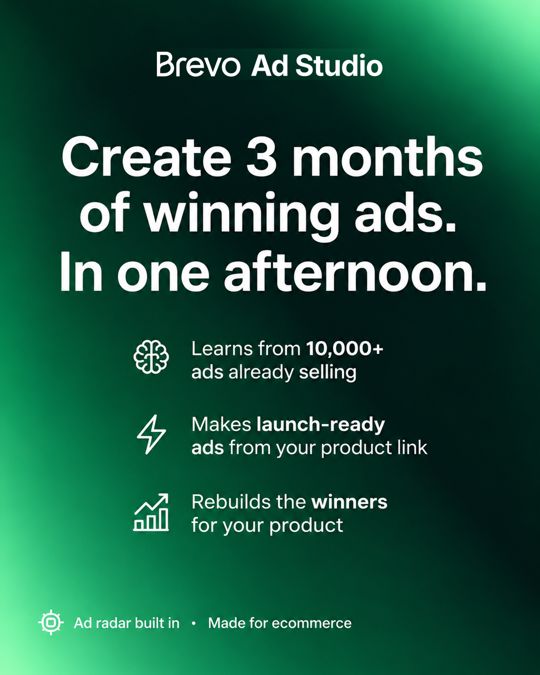 Brevo Ad Studio
Create 3 months
of winning ads.
In one afternoon.
Learns from 10,000+
ads already selling
Makes launch-ready
ads from your product link
Rebuilds the winners
for your product
Ad radar built in • Made for ecommerce